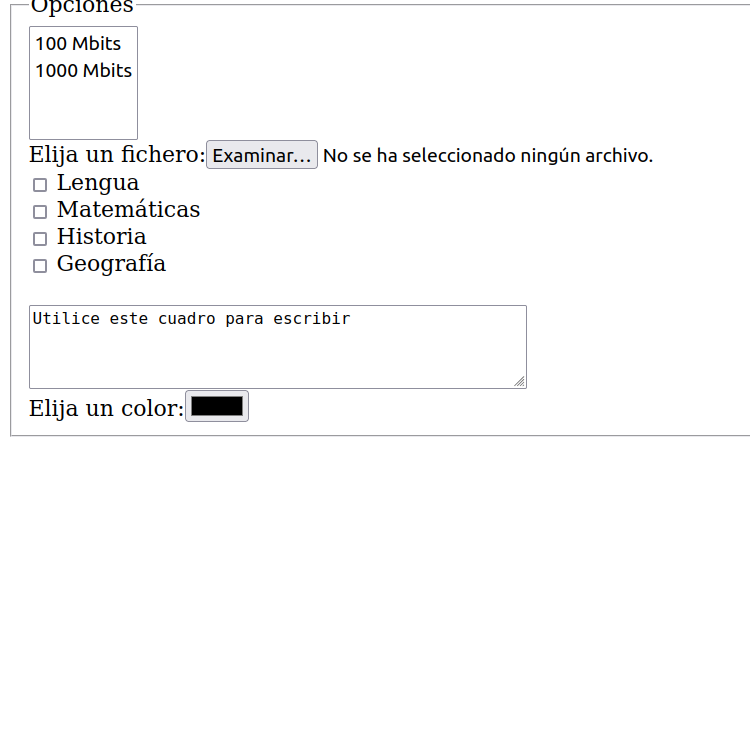 Opciones
100 Mbits
1000 Mbits
Elija un fichero: Examinar... No se ha seleccionado ningún archivo.
Lengua
Matemáticas
Historia
Geografía
Utilice este cuadro para escribir
Elija un color: